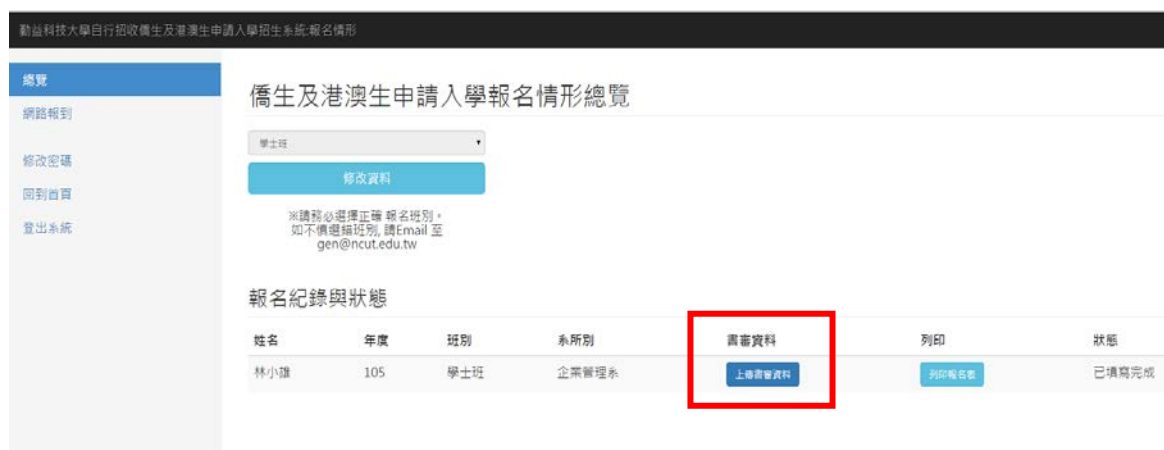 勤益科技大學自行招收僑生及港澳生申請入學招生系統:報名情形
總覽
網路報到
修改密碼
回到首頁
登出系統
僑生及港澳生申請入學報名情形總覽
學士班
修改資料
※請務必選擇正確 報名班別。
如不慎選錯班別, 請Email 至
gen@ncut.edu.tw
報名紀錄與狀態
姓名 年度 班別 系所別 書審資料 列印 狀態
林小雄 105 學士班 企業管理系 上傳書審資料 列印報名表 已填寫完成